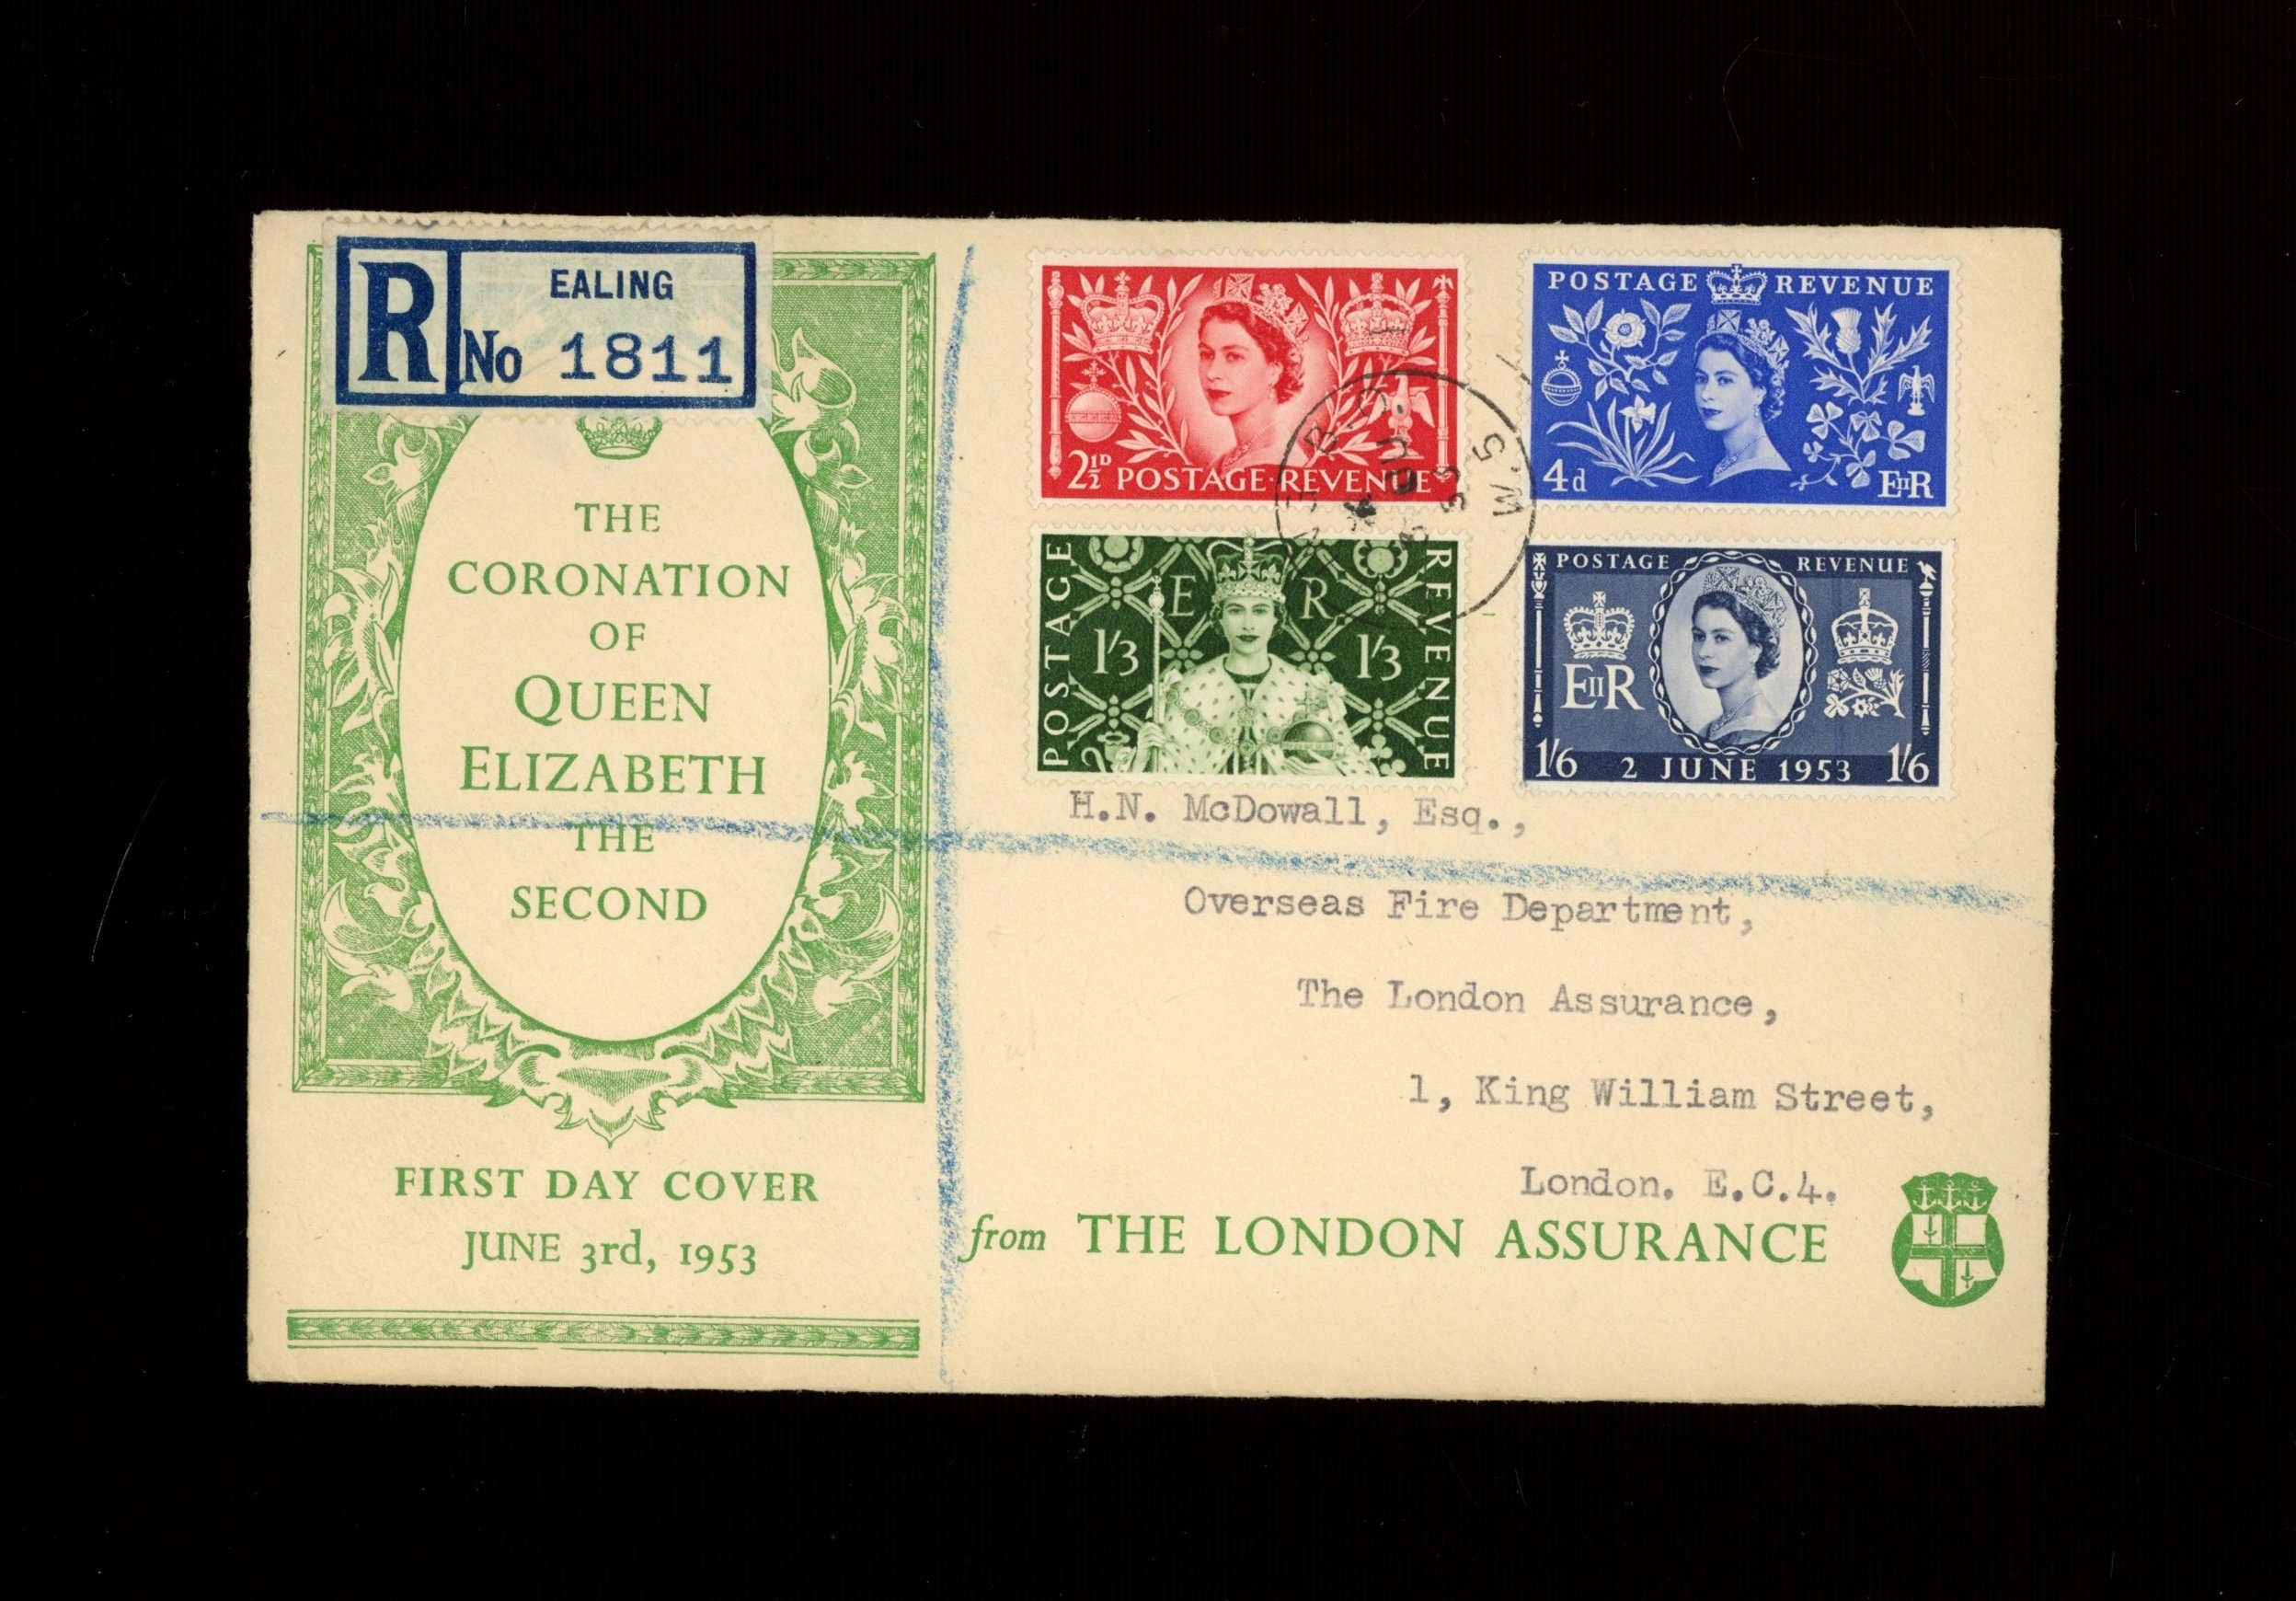 R
EALING
No 1811
THE
CORONATION
OF
QUEEN
ELIZABETH
THE
SECOND
FIRST DAY COVER
JUNE 3rd, 1953
2½D POSTAGE·REVENUE
POSTAGE REVENUE
4d EIIR
POSTAGE
E R
1/3 1/3
REVENUE
POSTAGE REVENUE
EIIR
1/6 2 JUNE 1953 1/6
W.5
H.N. McDowall, Esq.,
Overseas Fire Department,
The London Assurance,
1, King William Street,
London. E.C.4.
from THE LONDON ASSURANCE